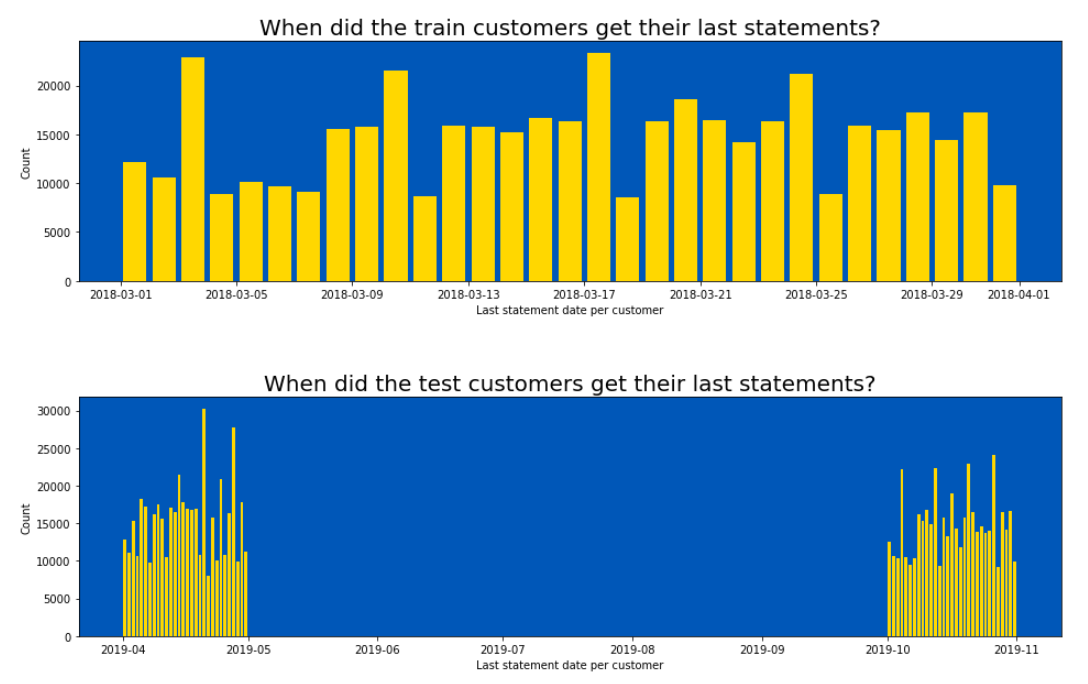 When did the train customers get their last statements?
20000
15000
10000
5000
0
Count
2018-03-01 2018-03-05 2018-03-09 2018-03-13 2018-03-17 2018-03-21 2018-03-25 2018-03-29 2018-04-01
Last statement date per customer
When did the test customers get their last statements?
30000
25000
20000
15000
10000
5000
0
Count
2019-04 2019-05 2019-06 2019-07 2019-08 2019-09 2019-10 2019-11
Last statement date per customer